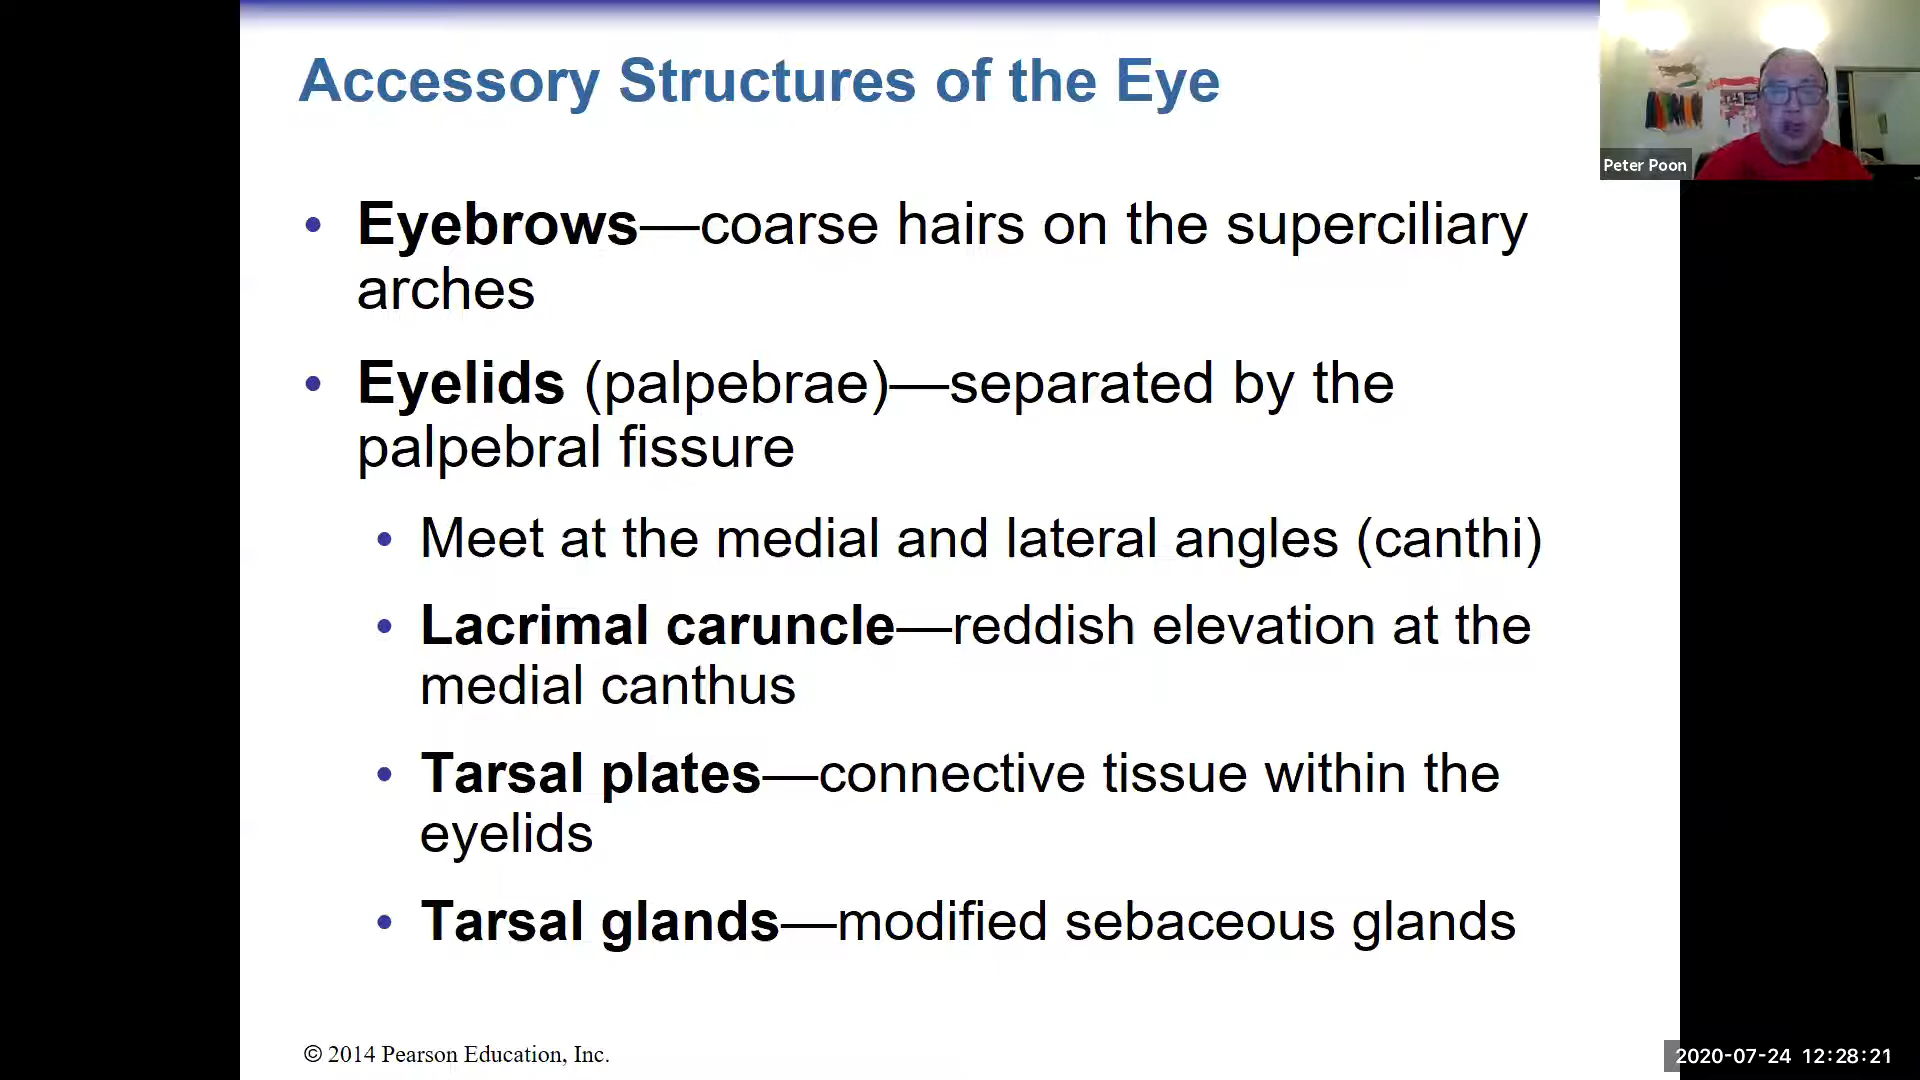 Accessory Structures of the Eye
Peter Poon
• Eyebrows—coarse hairs on the superciliary
arches
• Eyelids (palpebrae)—separated by the
palpebral fissure
• Meet at the medial and lateral angles (canthi)
• Lacrimal caruncle—reddish elevation at the
medial canthus
• Tarsal plates—connective tissue within the
eyelids
• Tarsal glands—modified sebaceous glands
© 2014 Pearson Education, Inc.
2020-07-24 12:28:21